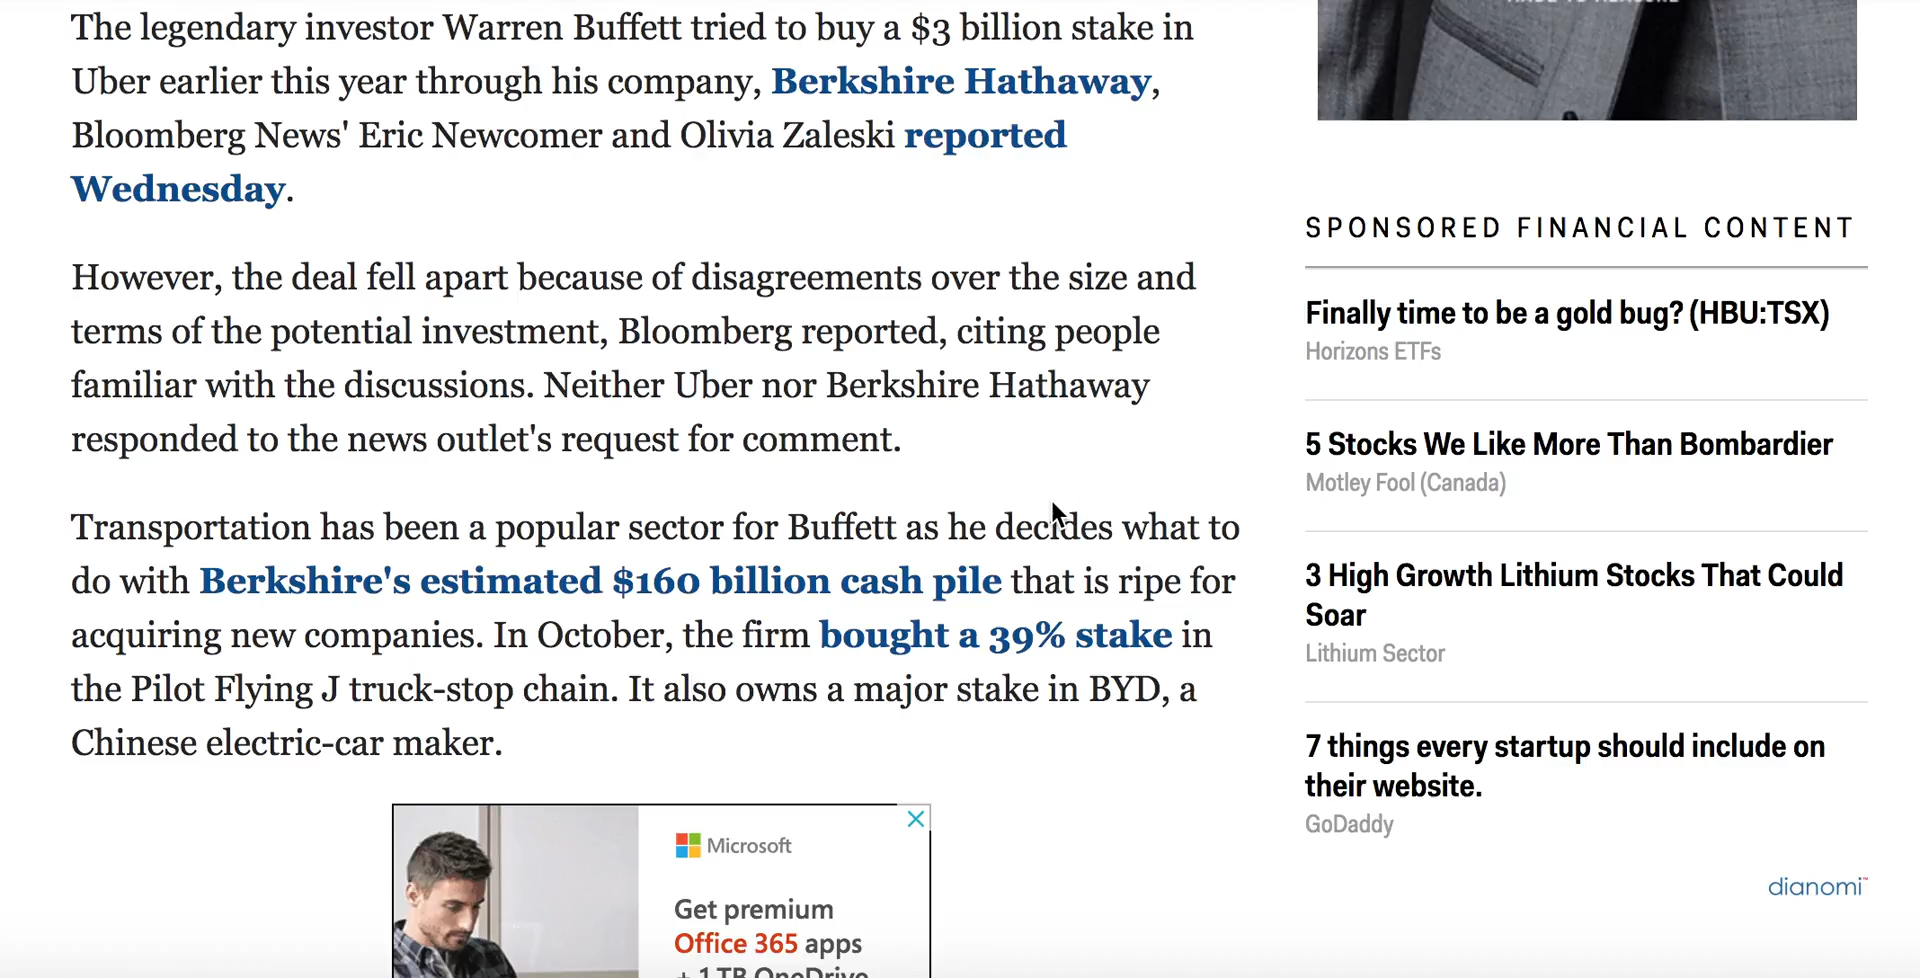 The legendary investor Warren Buffett tried to buy a $3 billion stake in
Uber earlier this year through his company, Berkshire Hathaway,
Bloomberg News' Eric Newcomer and Olivia Zaleski reported
Wednesday.
However, the deal fell apart because of disagreements over the size and
terms of the potential investment, Bloomberg reported, citing people
familiar with the discussions. Neither Uber nor Berkshire Hathaway
responded to the news outlet's request for comment.
Transportation has been a popular sector for Buffett as he decides what to
do with Berkshire's estimated $160 billion cash pile that is ripe for
acquiring new companies. In October, the firm bought a 39% stake in
the Pilot Flying J truck-stop chain. It also owns a major stake in BYD, a
Chinese electric-car maker.
Microsoft
Get premium
Office 365 apps
+ 1 TB OneDrive
MADE TO MEASURE
SPONSORED FINANCIAL CONTENT
Finally time to be a gold bug? (HBU:TSX)
Horizons ETFs
5 Stocks We Like More Than Bombardier
Motley Fool (Canada)
3 High Growth Lithium Stocks That Could
Soar
Lithium Sector
7 things every startup should include on
their website.
GoDaddy
dianomi™